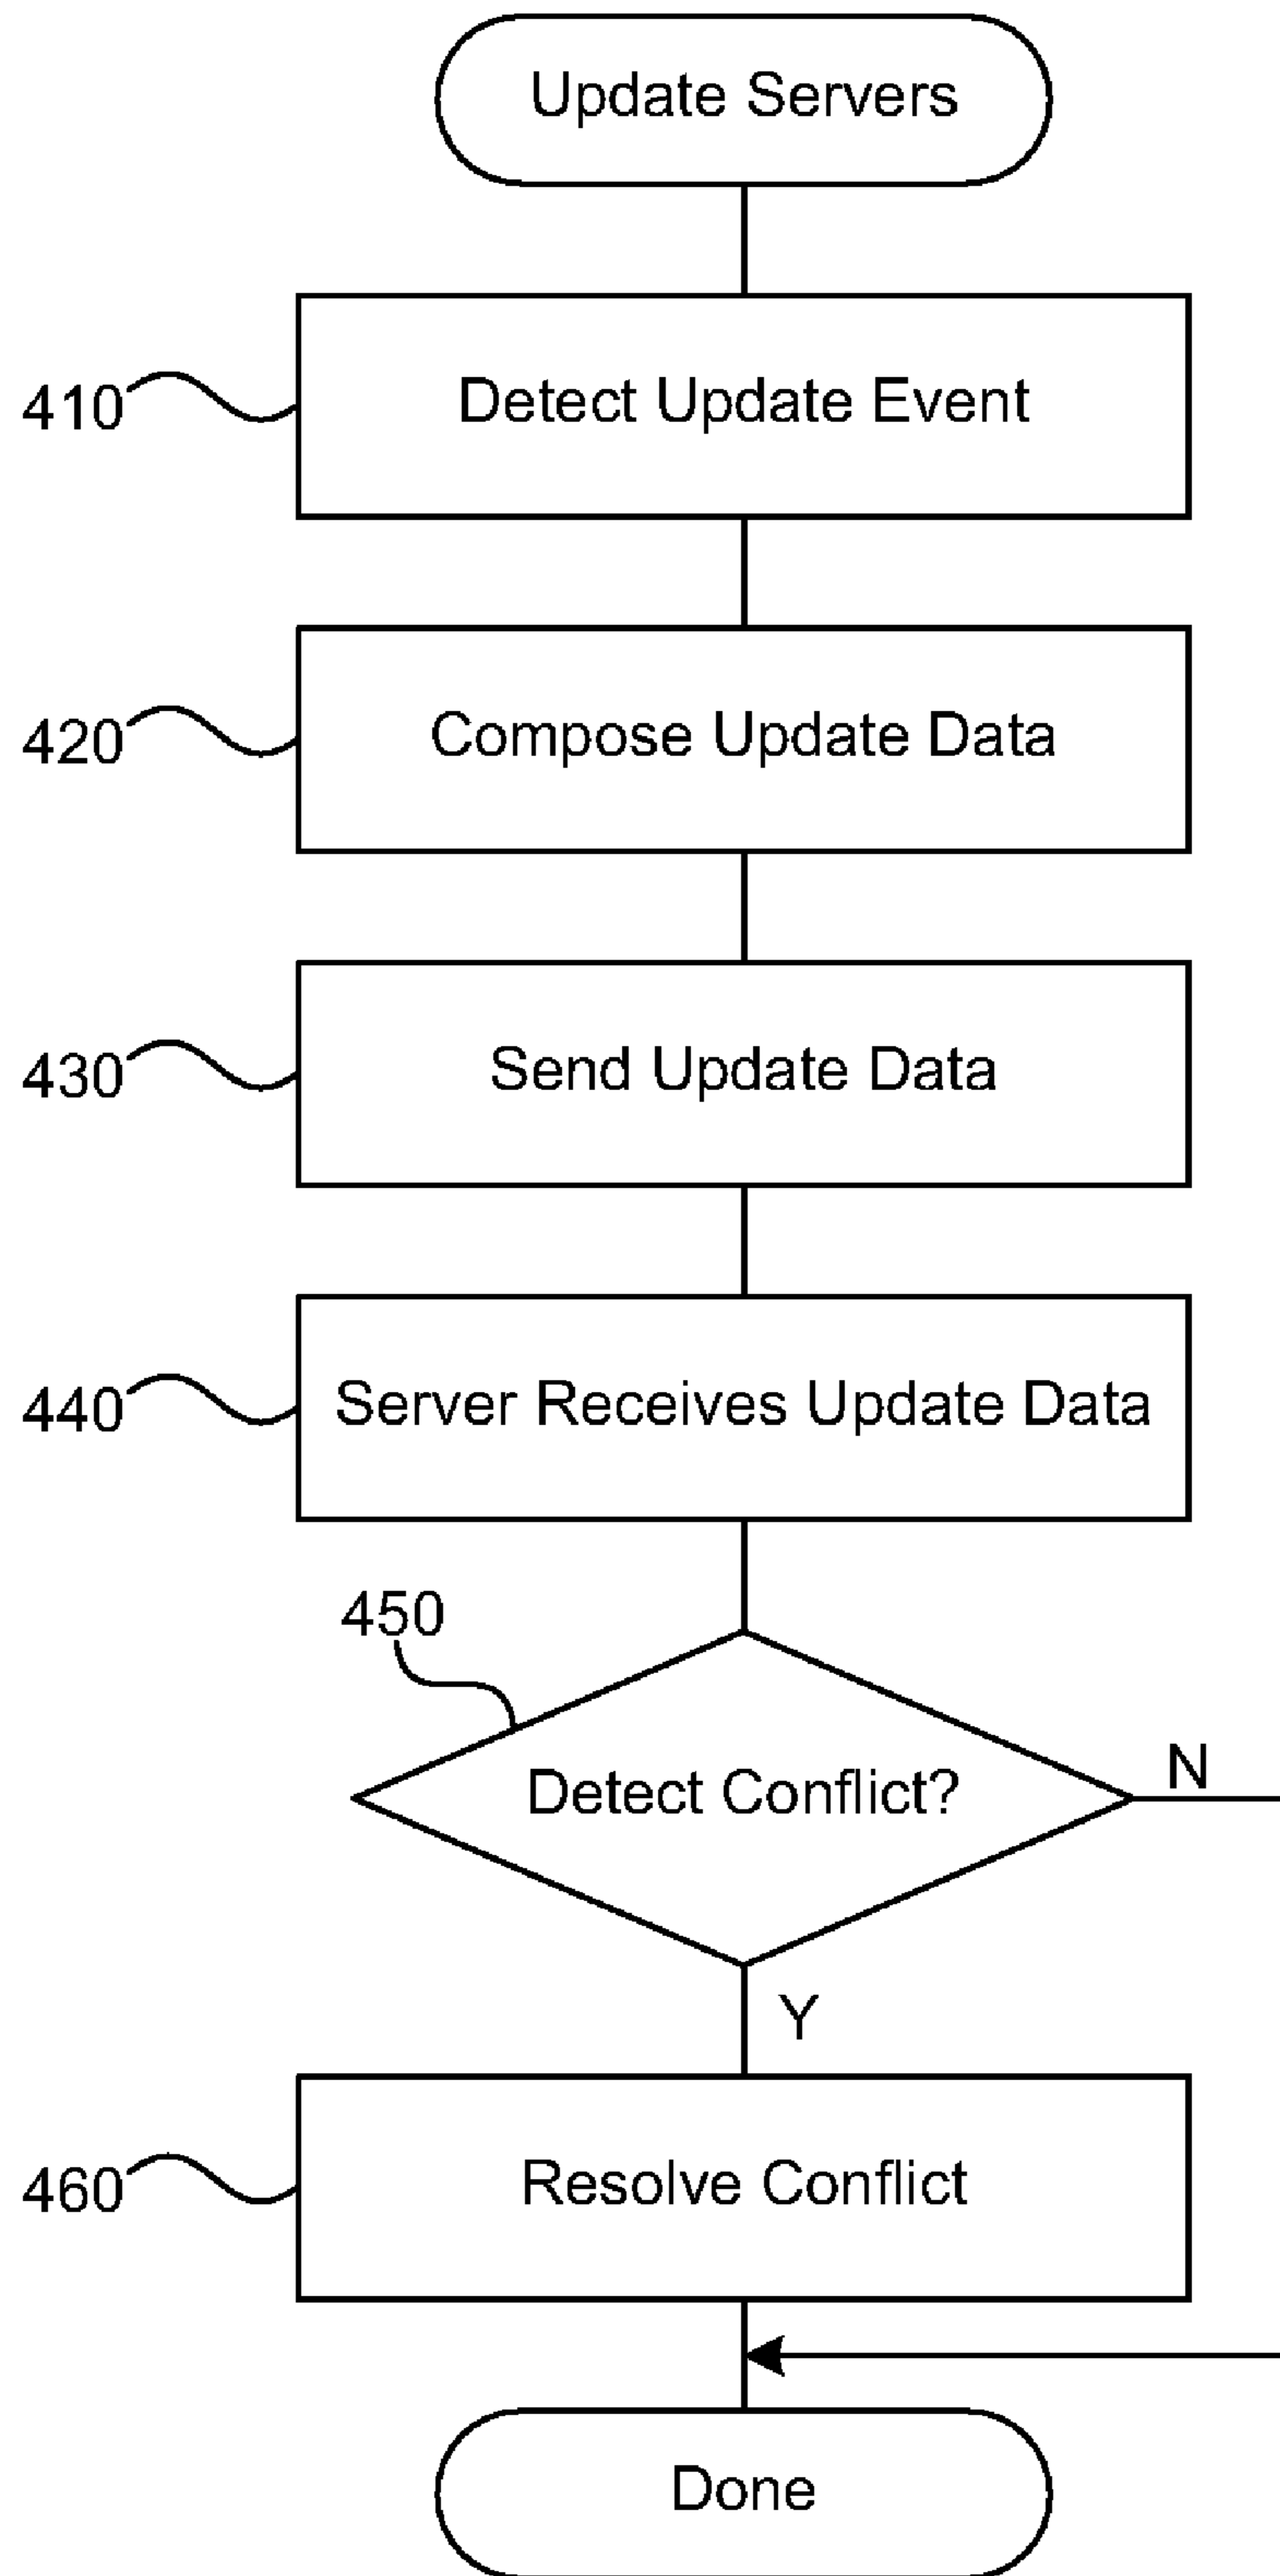 Update Servers
410
Detect Update Event
420
Compose Update Data
430
Send Update Data
440
Server Receives Update Data
450
Detect Conflict?
N
Y
460
Resolve Conflict
Done